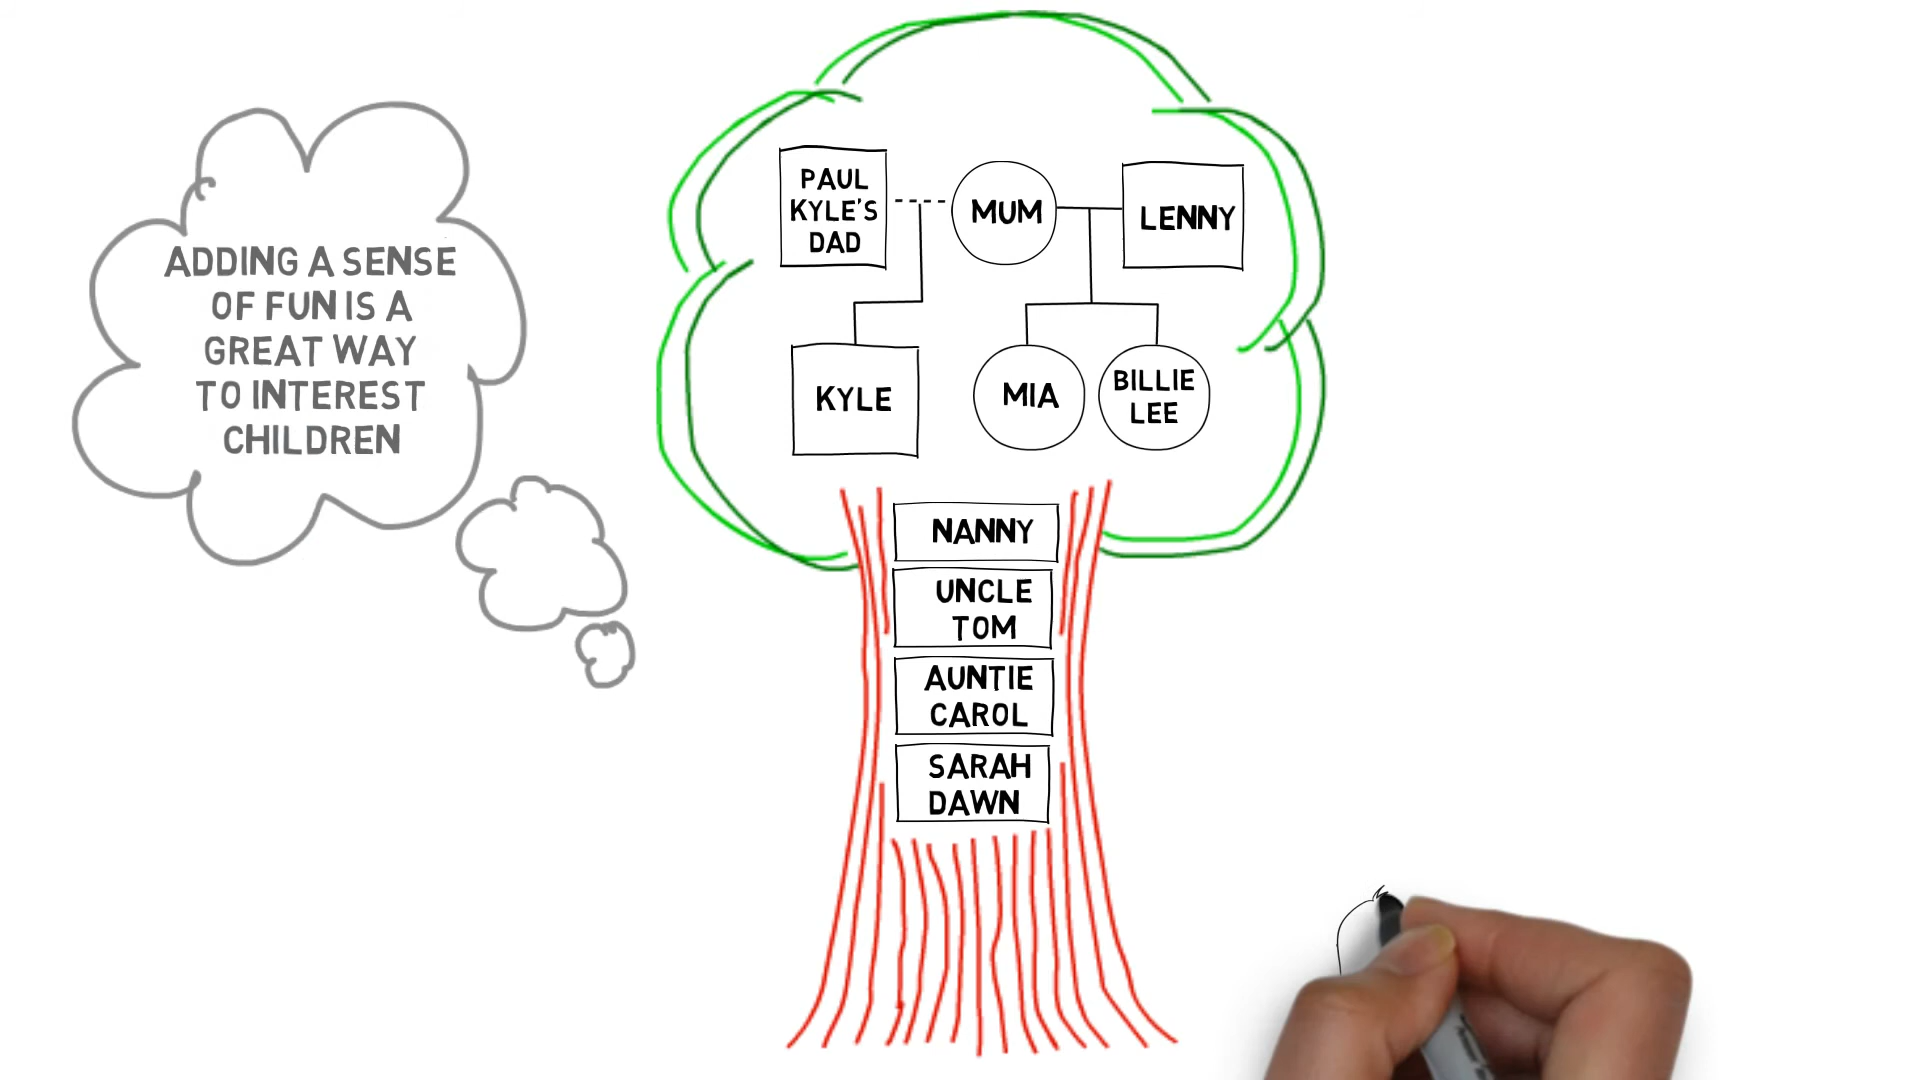 ADDING A SENSE
OF FUN IS A
GREAT WAY
TO INTEREST
CHILDREN
PAUL
KYLE'S
DAD
MUM
LENNY
KYLE
MIA
BILLIE
LEE
NANNY
UNCLE
TOM
AUNTIE
CAROL
SARAH
DAWN